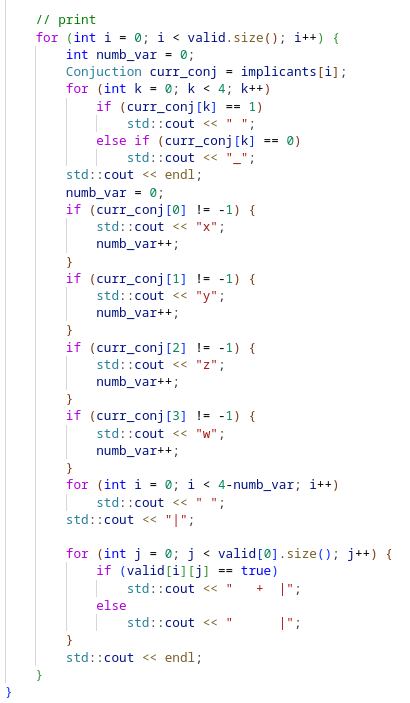 // print
    for (int i = 0; i < valid.size(); i++) {
        int numb_var = 0;
        Conjuction curr_conj = implicants[i];
        for (int k = 0; k < 4; k++)
            if (curr_conj[k] == 1)
                std::cout << " ";
            else if (curr_conj[k] == 0)
                std::cout << "_";
        std::cout << endl;
        numb_var = 0;
        if (curr_conj[0] != -1) {
            std::cout << "x";
            numb_var++;
        }
        if (curr_conj[1] != -1) {
            std::cout << "y";
            numb_var++;
        }
        if (curr_conj[2] != -1) {
            std::cout << "z";
            numb_var++;
        }
        if (curr_conj[3] != -1) {
            std::cout << "w";
            numb_var++;
        }
        for (int i = 0; i < 4-numb_var; i++)
            std::cout << " ";
        std::cout << "|";

        for (int j = 0; j < valid[0].size(); j++) {
            if (valid[i][j] == true)
                std::cout << "   +  |";
            else
                std::cout << "      |";
        }
        std::cout << endl;
    }
}